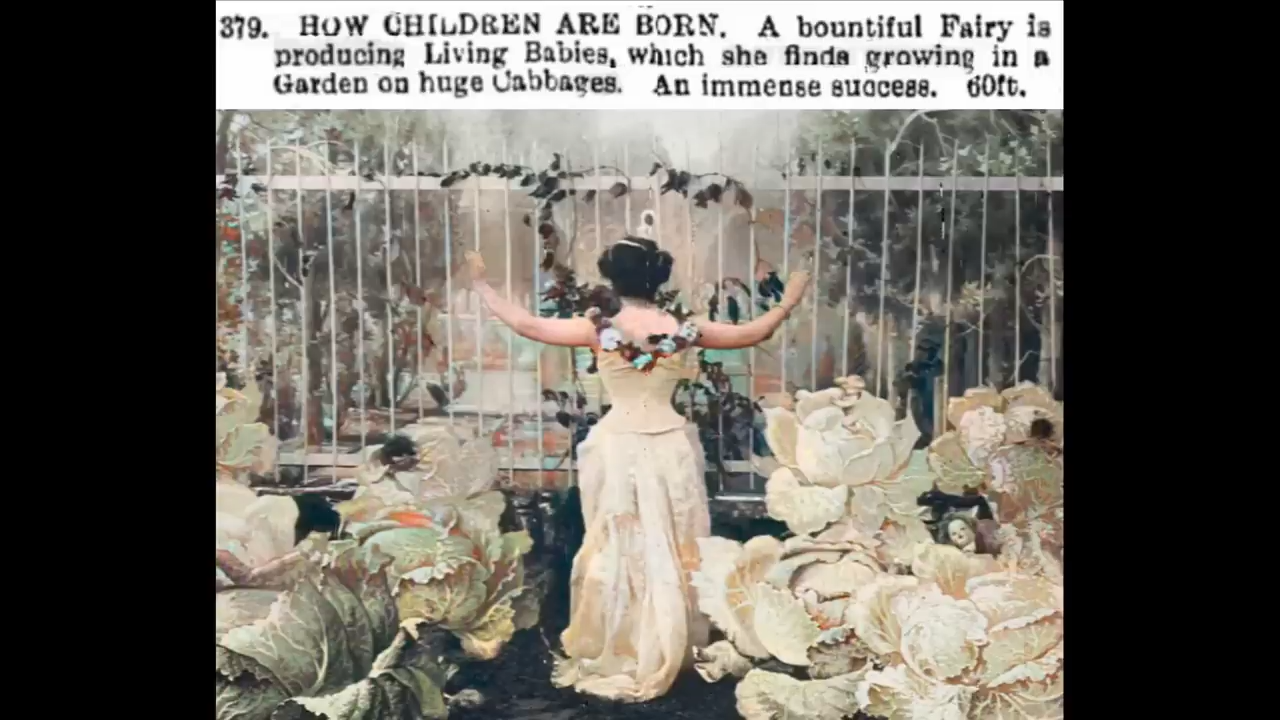 379. HOW CHILDREN ARE BORN. A bountiful Fairy is
producing Living Babies, which she finds growing in a
Garden on huge Cabbages. An immense success. 60ft.